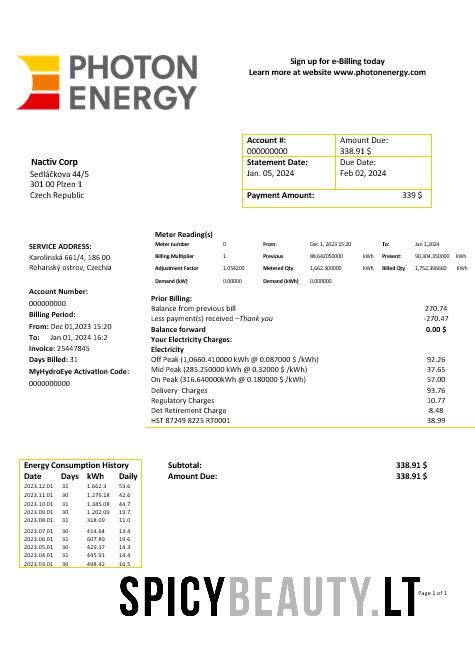 PHOTON
ENERGY
Sign up for e-Billing today
Learn more at website www.photonenergy.com
Account #:
000000000
Amount Due:
338.91 $
Statement Date:
Jan. 05, 2024
Due Date:
Feb 02, 2024
Payment Amount: 339 $
Nactiv Corp
Sedláčkova 44/5
301 00 Plzen 1
Czech Republic
SERVICE ADDRESS:
Karolinská 661/4, 186 00
Rohanský ostrov, Czechia
Account Number:
000000000
Billing Period:
From: Dec 01,2023 15:20
To: Jan 01,2024 16:2
Invoice: 25447845
Days Billed: 31
MyHydroEye Activation Code:
0000000000
Meter Reading(s)
Meter number 0 From: Dec 1,2023 15:20 To: Jan 1,2024
Billing Multiplier 1 Previous 88,642.050000 kWh Present: 90,304.350000 kWh
Adjustment Factor 1.054200 Metered Qty 1,662.300000 kWh Billed Qty 1,752.396660 kWh
Demand (kW) 0.00000 Demand (kWh) 0,000000
Prior Billing:
Balance from previous bill 270.74
Less payment(s) received –Thank you -270.47
Balance forward 0.00 $
Your Electricity Charges:
Electricity
Off Peak (1,0660.410000kWh @ 0.087000 $ /kWh) 92.26
Mid Peak (285.250000 kWh @ 0.32000 $ /kWh) 37.65
On Peak (316.640000kWh @ 0.180000 $ /kWh) 57.00
Delivery Charges 93.76
Regulatory Charges 10.77
Det Retirement Charge 8.48
HST 87249 8225 RT0001 38.99
Energy Consumption History
Date Days kWh Daily
2023.12.01 31 1.662.3 53.6
2023.11.01 30 1.279.18 42.6
2023.10.01 31 1.385.08 44.7
2023.09.01 30 1.202.09 19.7
2023.08.01 31 318.09 11.0
2023.07.01 30 414.64 13.4
2023.06.01 31 607.89 19.6
2023.05.01 30 429.17 14.3
2023.04.01 31 445.91 14.4
2023.03.01 30 498.42 16.5
Subtotal: 338.91 $
Amount Due: 338.91 $
SPICYBEAUTY.LT
Page 1 of 1